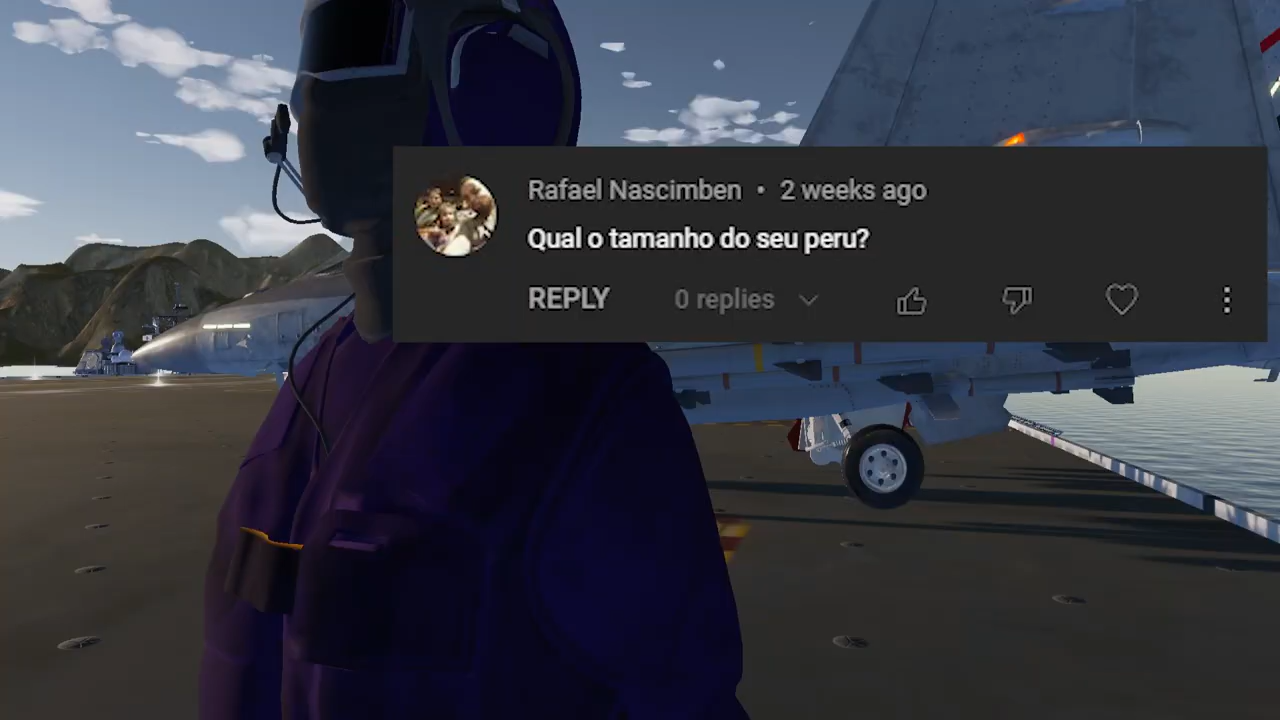 Rafael Nascimben • 2 weeks ago
Qual o tamanho do seu peru?
REPLY 0 replies